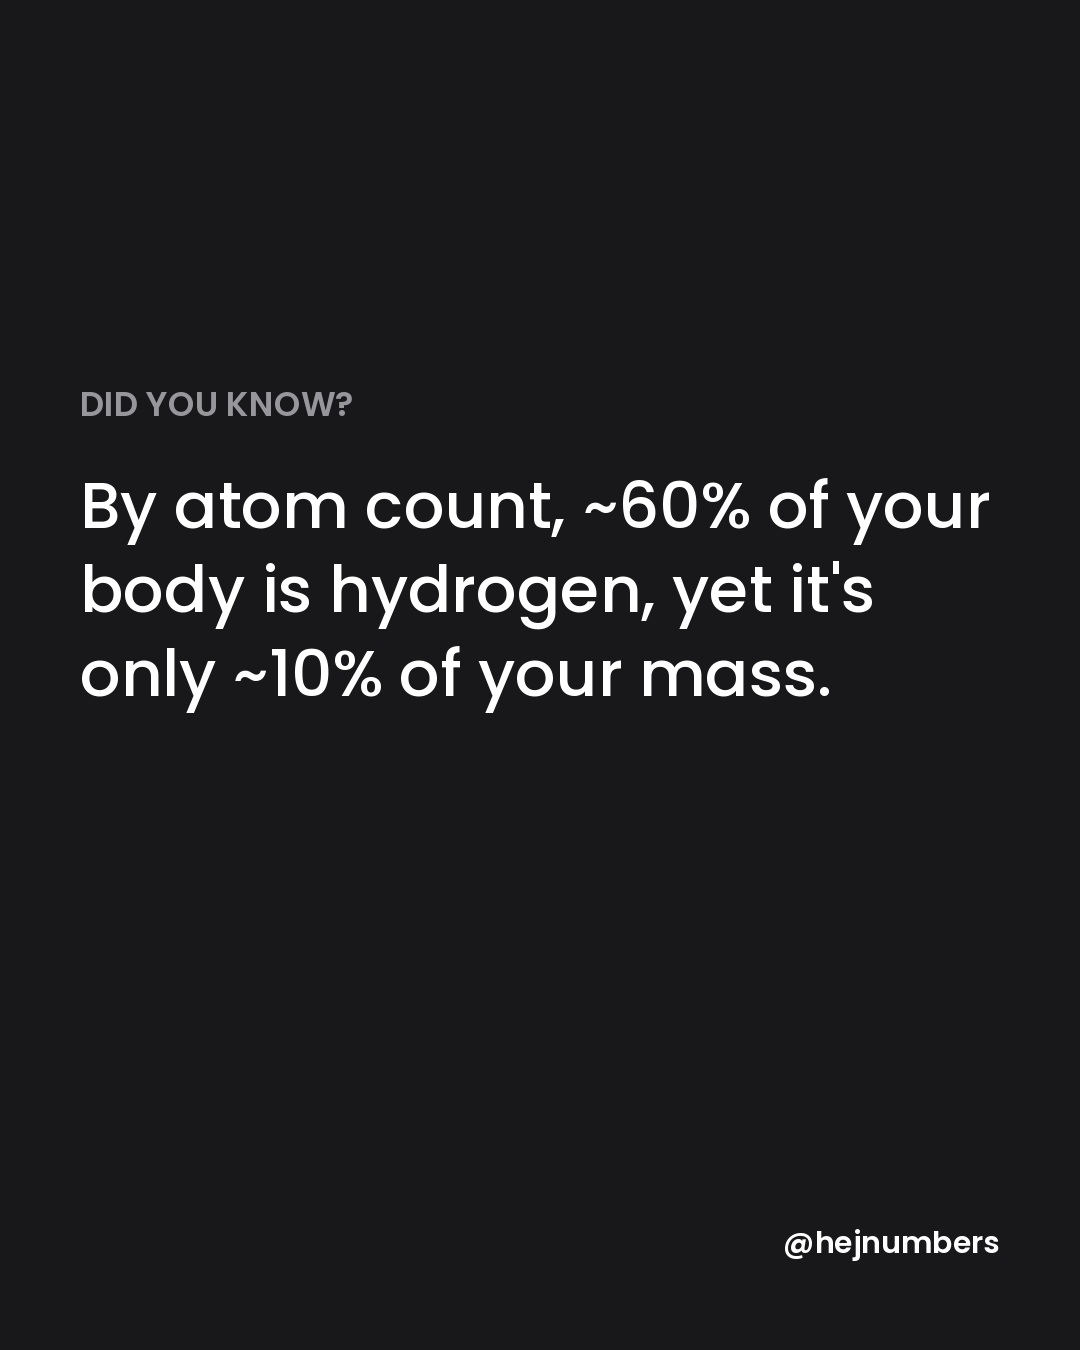 DID YOU KNOW?
By atom count, ~60% of your
body is hydrogen, yet it's
only ~10% of your mass.
@hejnumbers